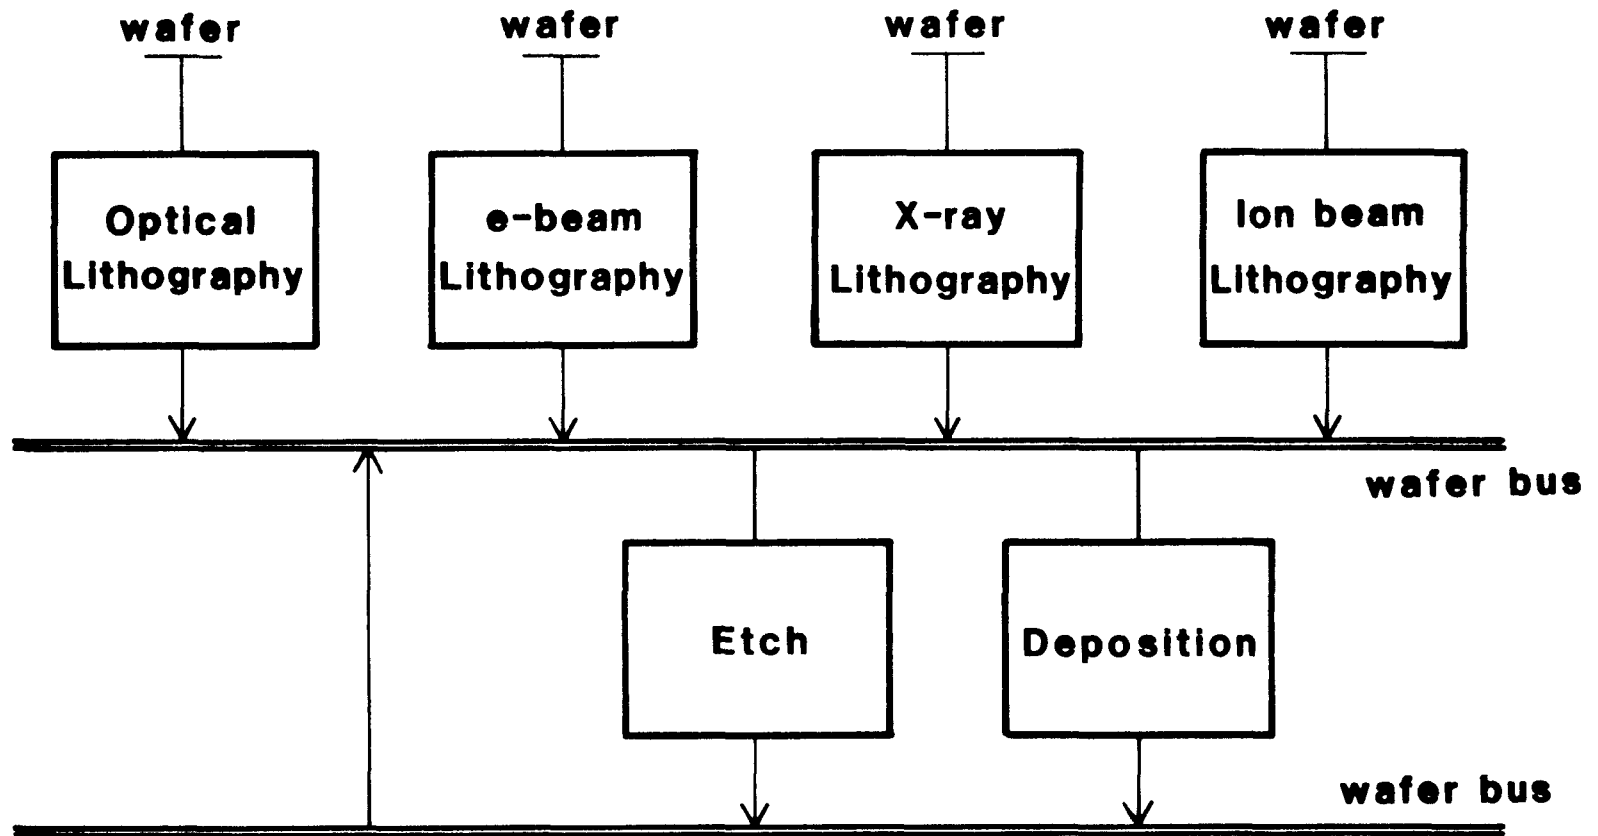 wafer
wafer
wafer
wafer
Optical
Lithography
e-beam
Lithography
X-ray
Lithography
Ion beam
Lithography
wafer bus
Etch
Deposition
wafer bus